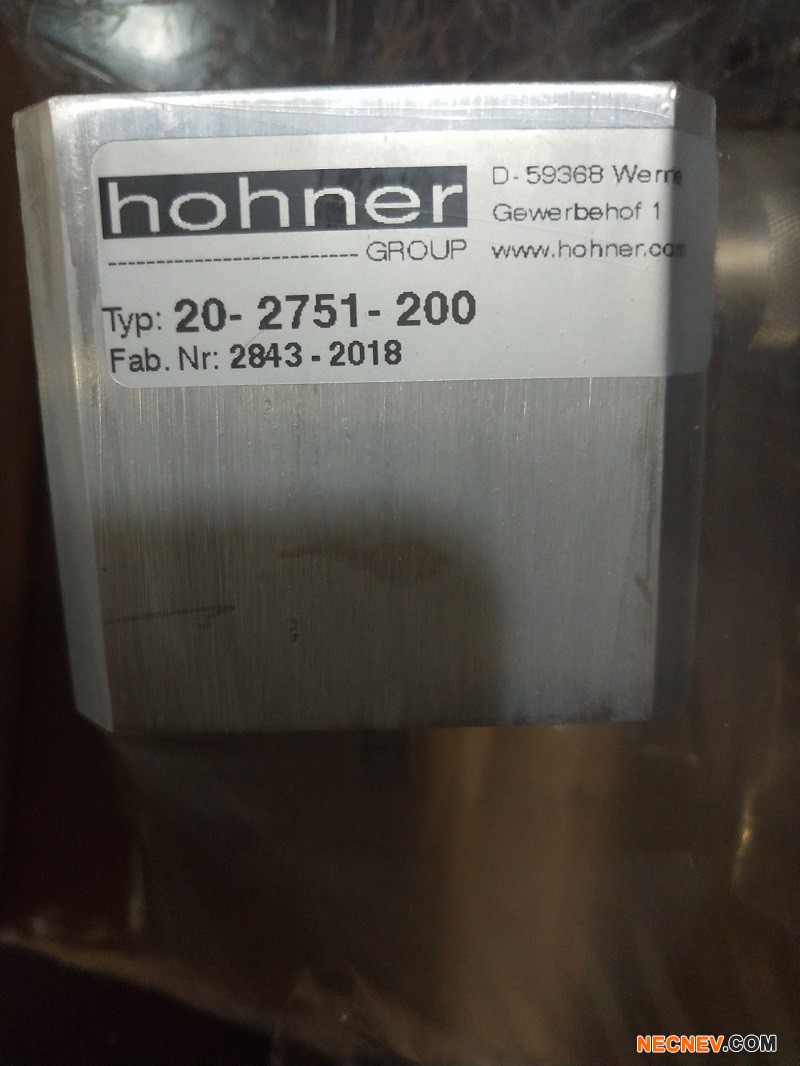 hohner
GROUP
D-59368 Werne
Gewerbehof 1
www.hohner.com
Typ: 20-2751-200
Fab. Nr: 2843-2018
NECNEV.COM